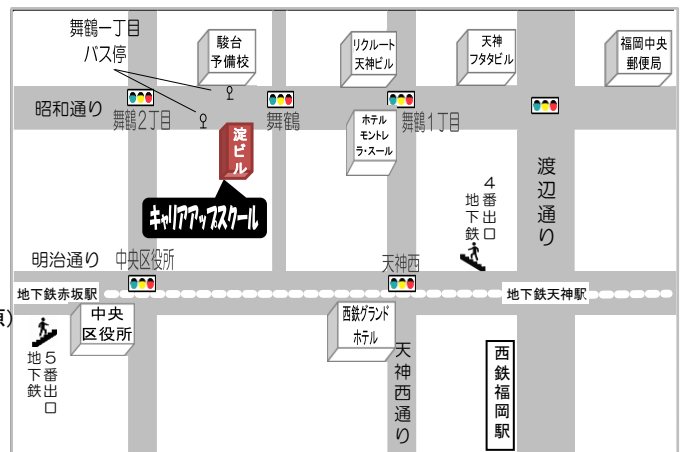 舞鶴一丁目
バス停
駿台
予備校
リクルート
天神ビル
天神
フタタビル
福岡中央
郵便局
昭和通り
舞鶴2丁目
舞鶴
舞鶴1丁目
ホテル
モントレ
ラ・スール
淀ビル
キャリアアップスクール
渡辺通り
4番出口
地下鉄
明治通り
中央区役所
天神西
地下鉄赤坂駅
地下鉄天神駅
原)
中央
区役所
5番出口
地下鉄
西鉄グランド
ホテル
天神西通り
西鉄福岡駅